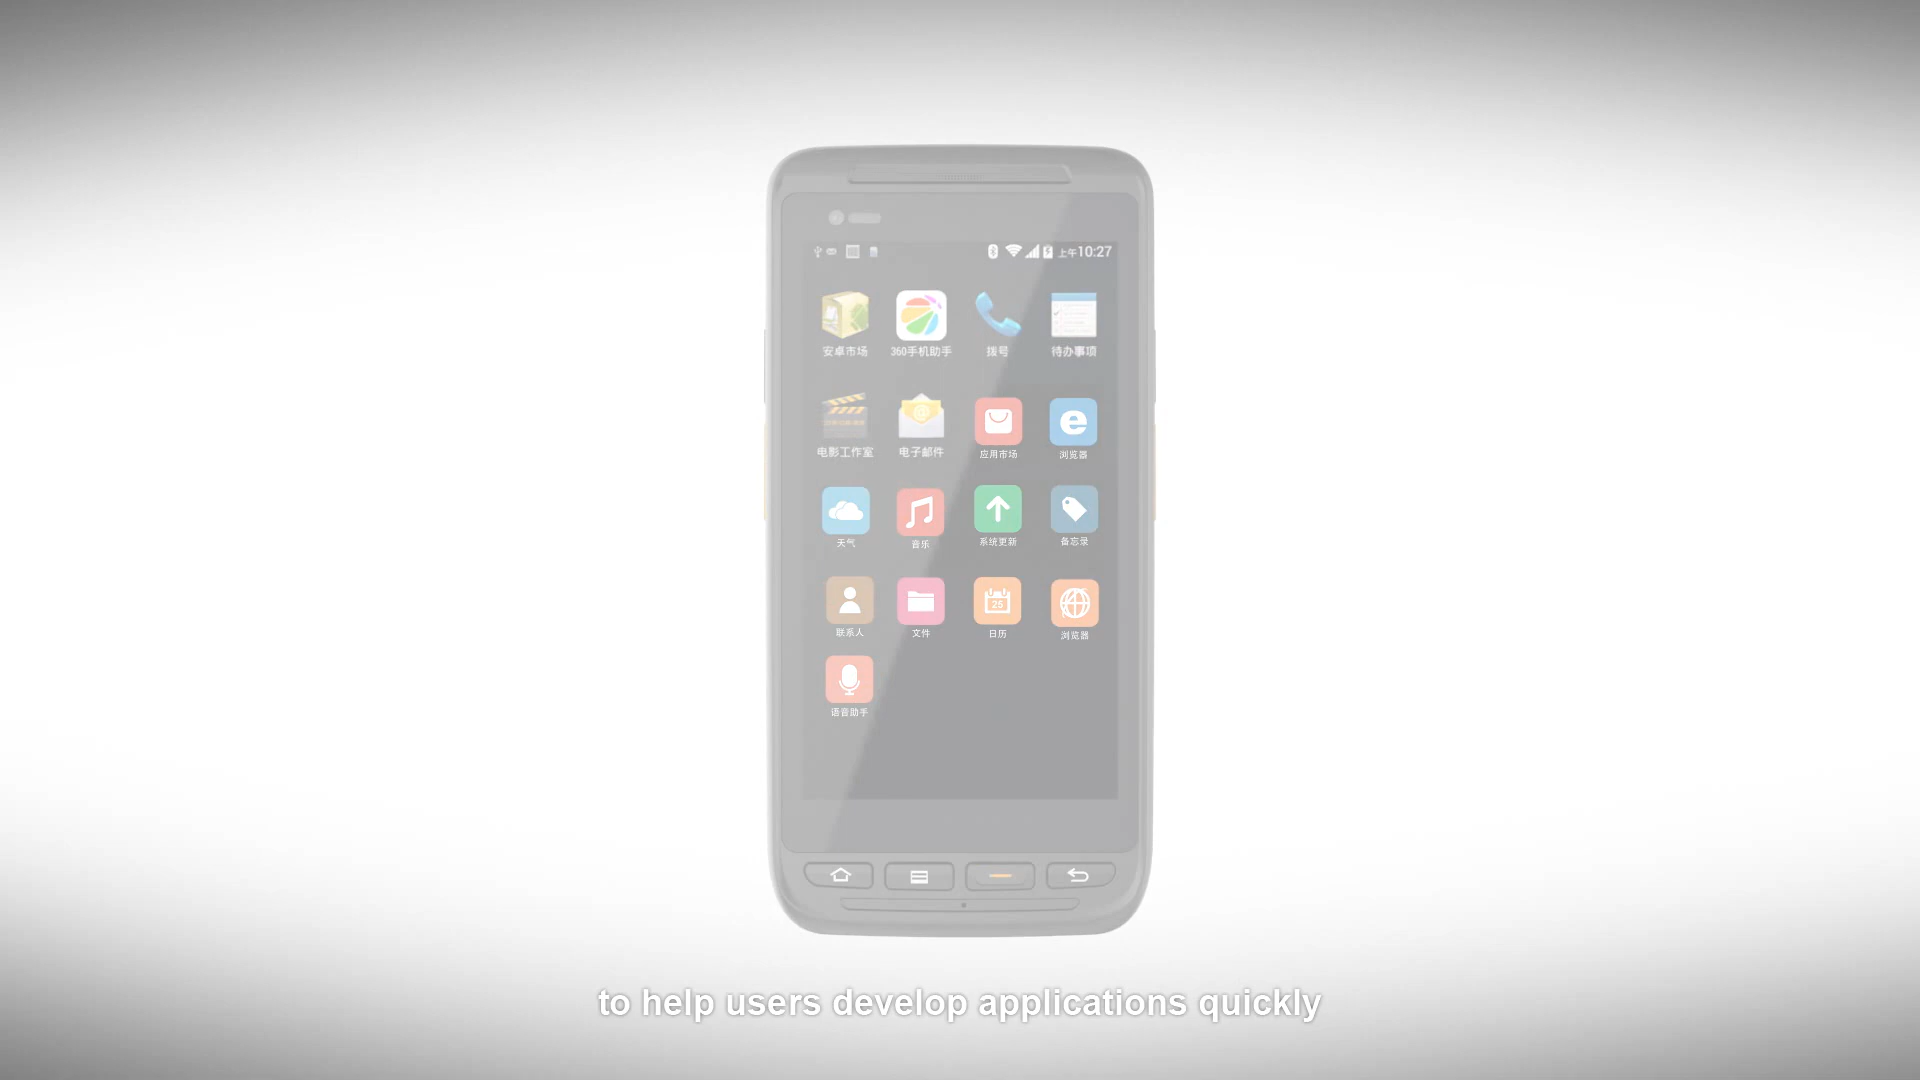 上午10:27
安卓市场 360手机助手 拨号 待办事项
电影工作室 电子邮件 应用市场 浏览器
天气 音乐 系统更新 备忘录
25
联系人 文件 日历 浏览器
语音助手
to help users develop applications quickly